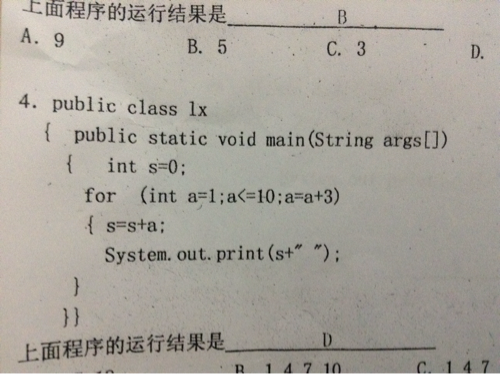 上面程序的运行结果是 B
A. 9 B. 5 C. 3 D.
4. public class lx
{ public static void main(String args[])
{ int s=0;
for (int a=1;a<=10;a=a+3)
{ s=s+a;
System.out.print(s+" ");
}
}}
上面程序的运行结果是 D
B. 1 4 7 10 C. 1 4 7